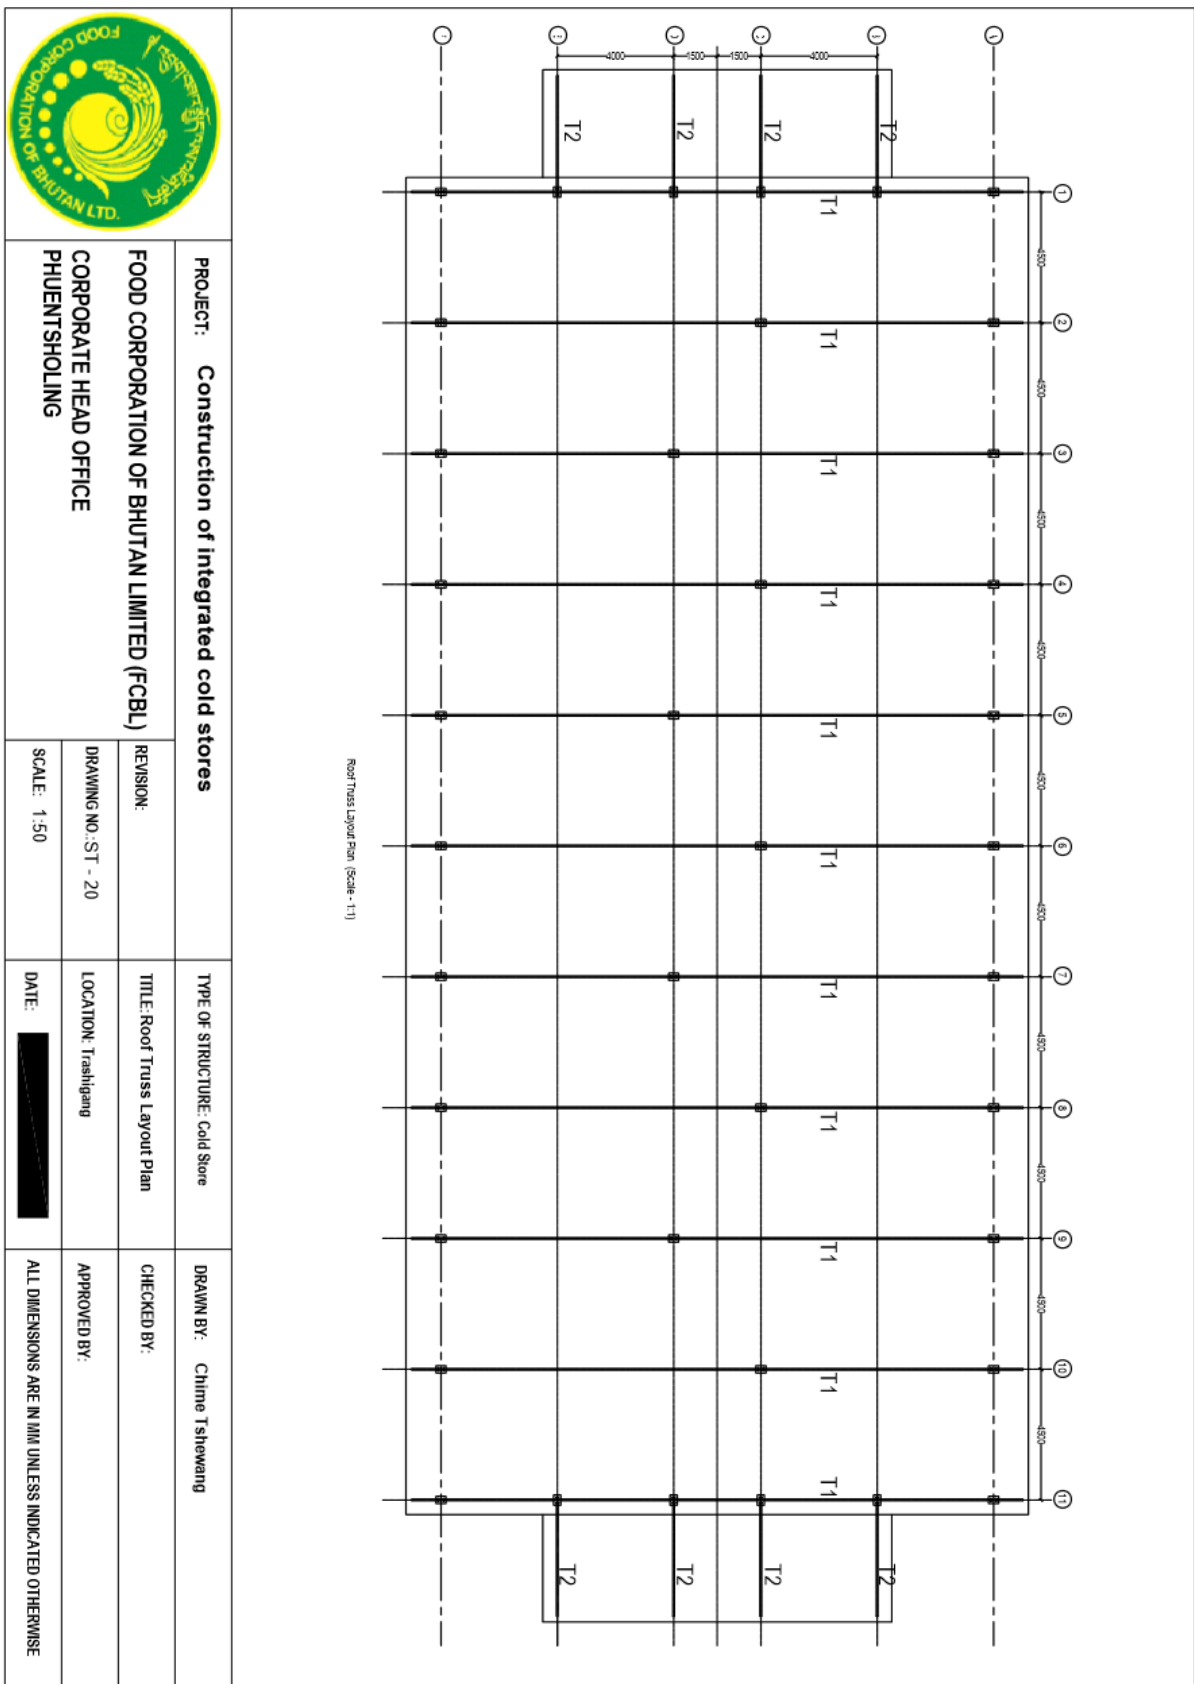 FOOD CORPORATION OF BHUTAN LTD.
PROJECT: Construction of integrated cold stores
FOOD CORPORATION OF BHUTAN LIMITED (FCBL)
CORPORATE HEAD OFFICE
PHUENTSHOLING
REVISION:
DRAWING NO.:ST - 20
SCALE: 1:50
TYPE OF STRUCTURE: Cold Store
TITLE: Roof Truss Layout Plan
LOCATION: Trashigang
DATE:
DRAWN BY: Chime Tshewang
CHECKED BY:
APPROVED BY:
ALL DIMENSIONS ARE IN MM UNLESS INDICATED OTHERWISE
Roof Truss Layout Plan (Scale - 1:1)
1 2 3 4 5 6 7 8 9 10 11
4500 4500 4500 4500 4500 4500 4500 4500 4500 4500
4000 1500 1500 4000
T1 T1 T1 T1 T1 T1 T1 T1 T1 T1 T1
T2 T2 T2 T2
T2 T2 T2 T2